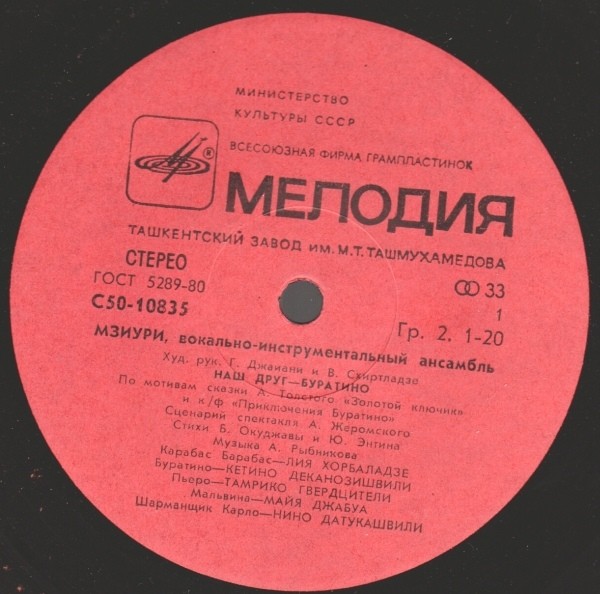 МИНИСТЕРСТВО
КУЛЬТУРЫ СССР
ВСЕСОЮЗНАЯ ФИРМА ГРАМПЛАСТИНОК
МЕЛОДИЯ
ТАШКЕНТСКИЙ ЗАВОД им. М.Т. ТАШМУХАМЕДОВА
СТЕРЕО
ГОСТ 5289-80
С50-10835
33
1
Гр. 2. 1-20
МЗИУРИ, вокально-инструментальный ансамбль
Худ. рук. Г. Джаиани и В. Схиртладзе
НАШ ДРУГ—БУРАТИНО
По мотивам сказки А. Толстого «Золотой ключик»
и к/ф «Приключения Буратино»
Сценарий спектакля А. Жеромского
Стихи Б. Окуджавы и Ю. Энтина
Музыка А. Рыбникова
Карабас Барабас—ЛИЯ ХОРБАЛАДЗЕ
Буратино—КЕТИНО ДЕКАНОЗИШВИЛИ
Пьеро—ТАМРИКО ГВЕРДЦИТЕЛИ
Мальвина—МАЙЯ ДЖАБУА
Шарманщик Карло—НИНО ДАТУКАШВИЛИ